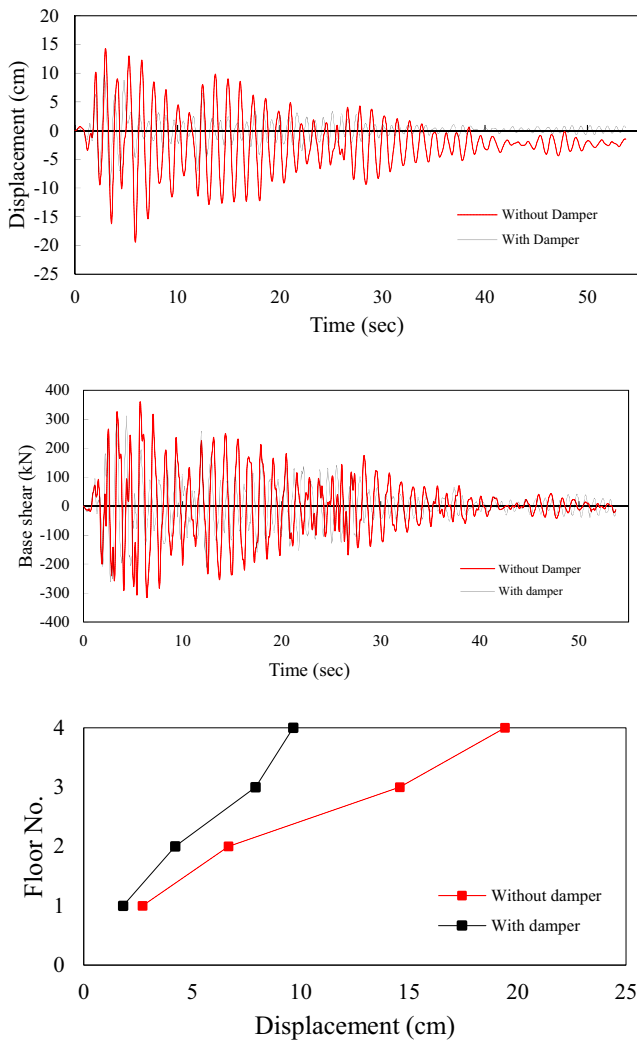 20
15
10
5
0
-5
-10
-15
-20
-25
Displacement (cm)
Without Damper
With Damper
0 10 20 30 40 50
Time (sec)
400
300
200
100
0
-100
-200
-300
-400
Base shear (kN)
Without Damper
With damper
0 10 20 30 40 50
Time (sec)
4
3
2
1
0
Floor No.
Without damper
With damper
0 5 10 15 20 25
Displacement (cm)